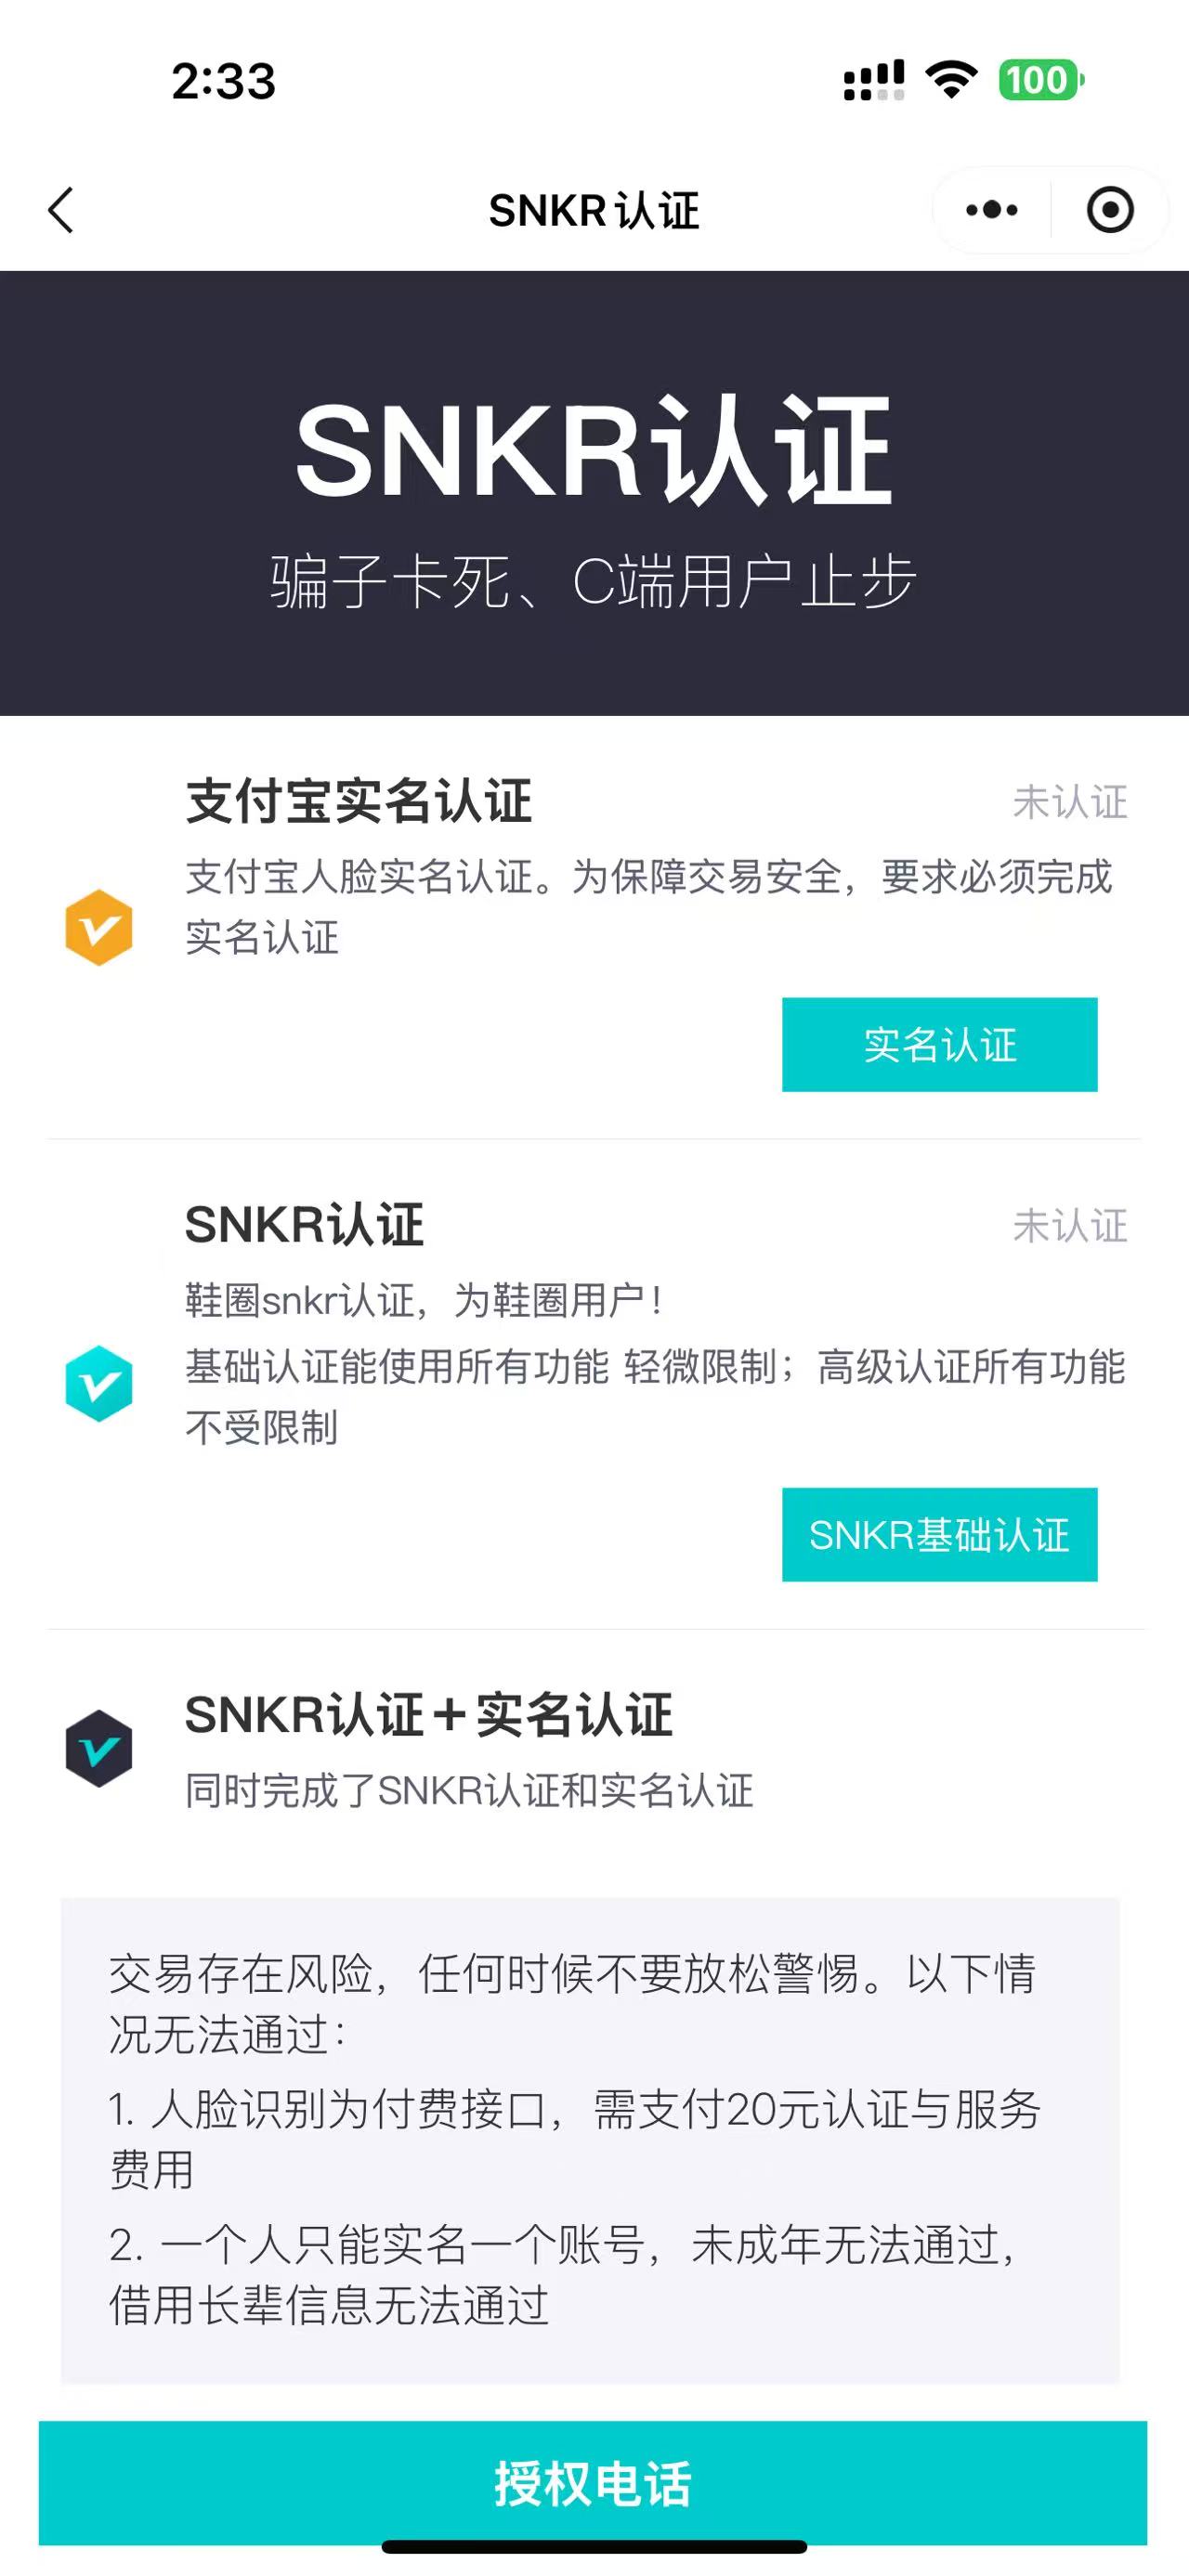 2:33
100
SNKR认证
SNKR认证
骗子卡死、C端用户止步
支付宝实名认证
未认证
支付宝人脸实名认证。为保障交易安全，要求必须完成
实名认证
实名认证
SNKR认证
未认证
鞋圈snkr认证，为鞋圈用户！
基础认证能使用所有功能 轻微限制；高级认证所有功能
不受限制
SNKR基础认证
SNKR认证+实名认证
同时完成了SNKR认证和实名认证
交易存在风险，任何时候不要放松警惕。以下情
况无法通过：
1. 人脸识别为付费接口，需支付20元认证与服务
费用
2. 一个人只能实名一个账号，未成年无法通过，
借用长辈信息无法通过
授权电话